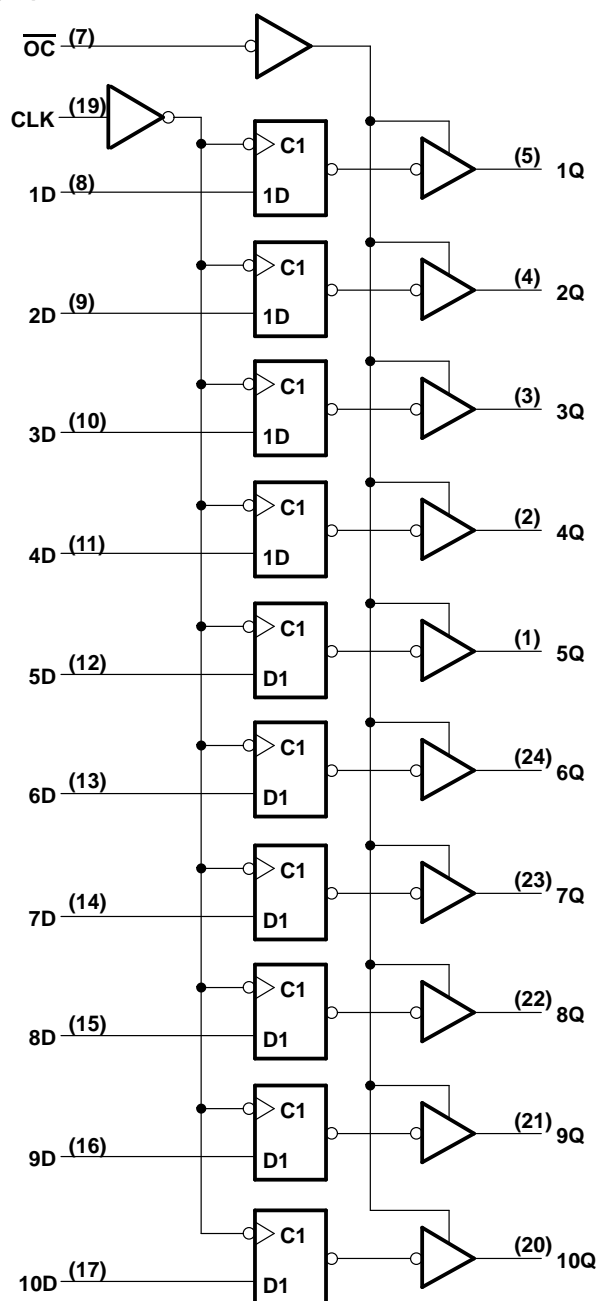 OC (7)
CLK (19)
C1
1D (8) 1D (5) 1Q
C1
2D (9) 1D (4) 2Q
C1
3D (10) 1D (3) 3Q
C1
4D (11) 1D (2) 4Q
C1
5D (12) D1 (1) 5Q
C1
6D (13) D1 (24) 6Q
C1
7D (14) D1 (23) 7Q
C1
8D (15) D1 (22) 8Q
C1
9D (16) D1 (21) 9Q
C1
10D (17) D1 (20) 10Q